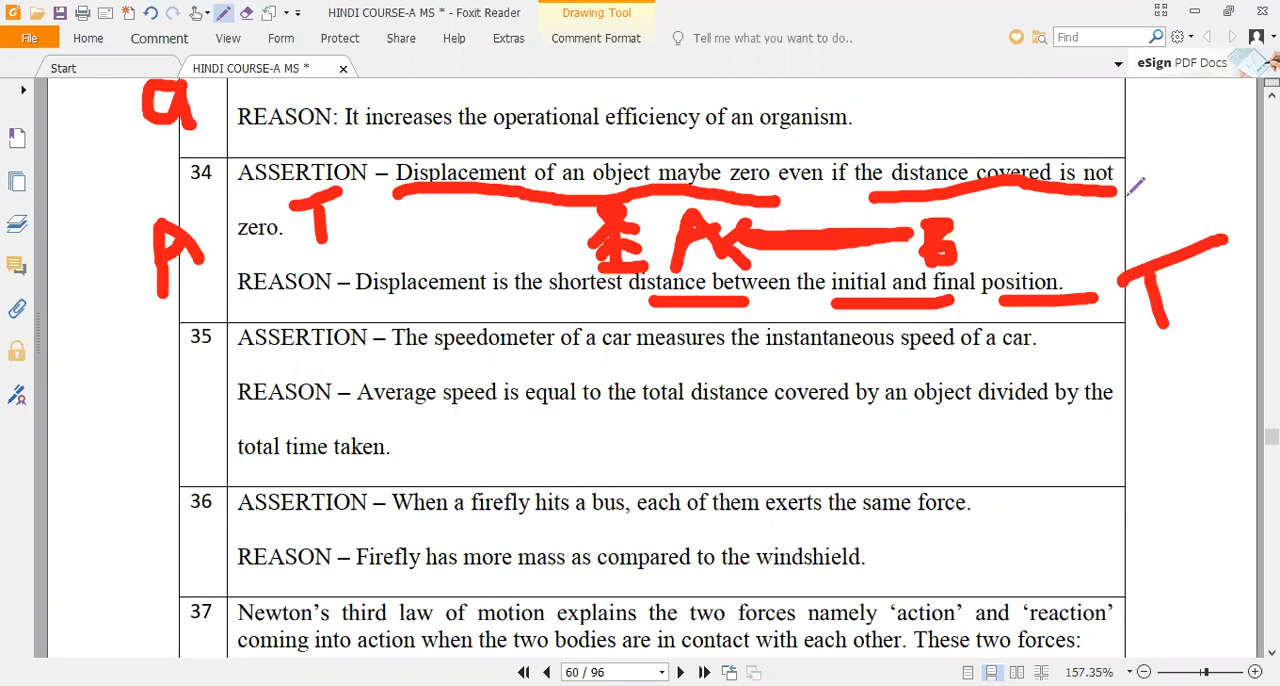 HINDI COURSE-A MS * - Foxit Reader
Drawing Tool
File Home Comment View Form Protect Share Help Extras Comment Format Tell me what you want to do.. Find
Start HINDI COURSE-A MS * eSign PDF Docs
a
REASON: It increases the operational efficiency of an organism.
34 ASSERTION – Displacement of an object maybe zero even if the distance covered is not
zero.
T
A
A B
REASON – Displacement is the shortest distance between the initial and final position.
T
35 ASSERTION – The speedometer of a car measures the instantaneous speed of a car.
REASON – Average speed is equal to the total distance covered by an object divided by the
total time taken.
36 ASSERTION – When a firefly hits a bus, each of them exerts the same force.
REASON – Firefly has more mass as compared to the windshield.
37 Newton's third law of motion explains the two forces namely ‘action’ and ‘reaction’
coming into action when the two bodies are in contact with each other. These two forces:
60 / 96 157.35%